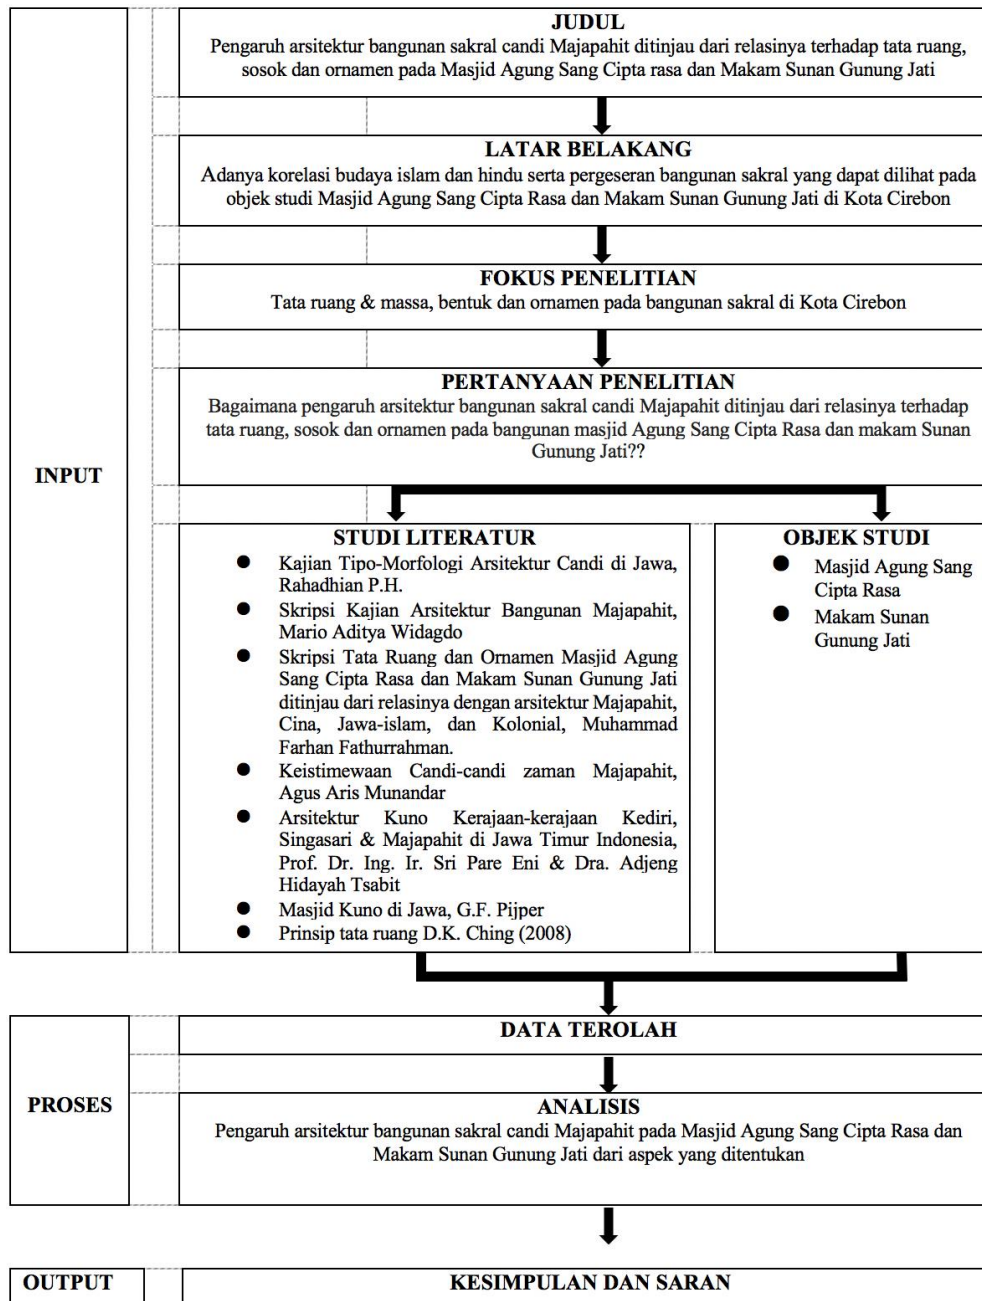 JUDUL
Pengaruh arsitektur bangunan sakral candi Majapahit ditinjau dari relasinya terhadap tata ruang,
sosok dan ornamen pada Masjid Agung Sang Cipta rasa dan Makam Sunan Gunung Jati
LATAR BELAKANG
Adanya korelasi budaya islam dan hindu serta pergeseran bangunan sakral yang dapat dilihat pada
objek studi Masjid Agung Sang Cipta Rasa dan Makam Sunan Gunung Jati di Kota Cirebon
FOKUS PENELITIAN
Tata ruang & massa, bentuk dan ornamen pada bangunan sakral di Kota Cirebon
PERTANYAAN PENELITIAN
Bagaimana pengaruh arsitektur bangunan sakral candi Majapahit ditinjau dari relasinya terhadap
tata ruang, sosok dan ornamen pada bangunan masjid Agung Sang Cipta Rasa dan makam Sunan
Gunung Jati??
INPUT
STUDI LITERATUR
● Kajian Tipo-Morfologi Arsitektur Candi di Jawa,
Rahadhian P.H.
● Skripsi Kajian Arsitektur Bangunan Majapahit,
Mario Aditya Widagdo
● Skripsi Tata Ruang dan Ornamen Masjid Agung
Sang Cipta Rasa dan Makam Sunan Gunung Jati
ditinjau dari relasinya dengan arsitektur Majapahit,
Cina, Jawa-islam, dan Kolonial, Muhammad
Farhan Fathurrahman.
● Keistimewaan Candi-candi zaman Majapahit,
Agus Aris Munandar
● Arsitektur Kuno Kerajaan-kerajaan Kediri,
Singasari & Majapahit di Jawa Timur Indonesia,
Prof. Dr. Ing. Ir. Sri Pare Eni & Dra. Adjeng
Hidayah Tsabit
● Masjid Kuno di Jawa, G.F. Pijper
● Prinsip tata ruang D.K. Ching (2008)
OBJEK STUDI
● Masjid Agung Sang
Cipta Rasa
● Makam Sunan
Gunung Jati
DATA TEROLAH
PROSES
ANALISIS
Pengaruh arsitektur bangunan sakral candi Majapahit pada Masjid Agung Sang Cipta Rasa dan
Makam Sunan Gunung Jati dari aspek yang ditentukan
OUTPUT
KESIMPULAN DAN SARAN